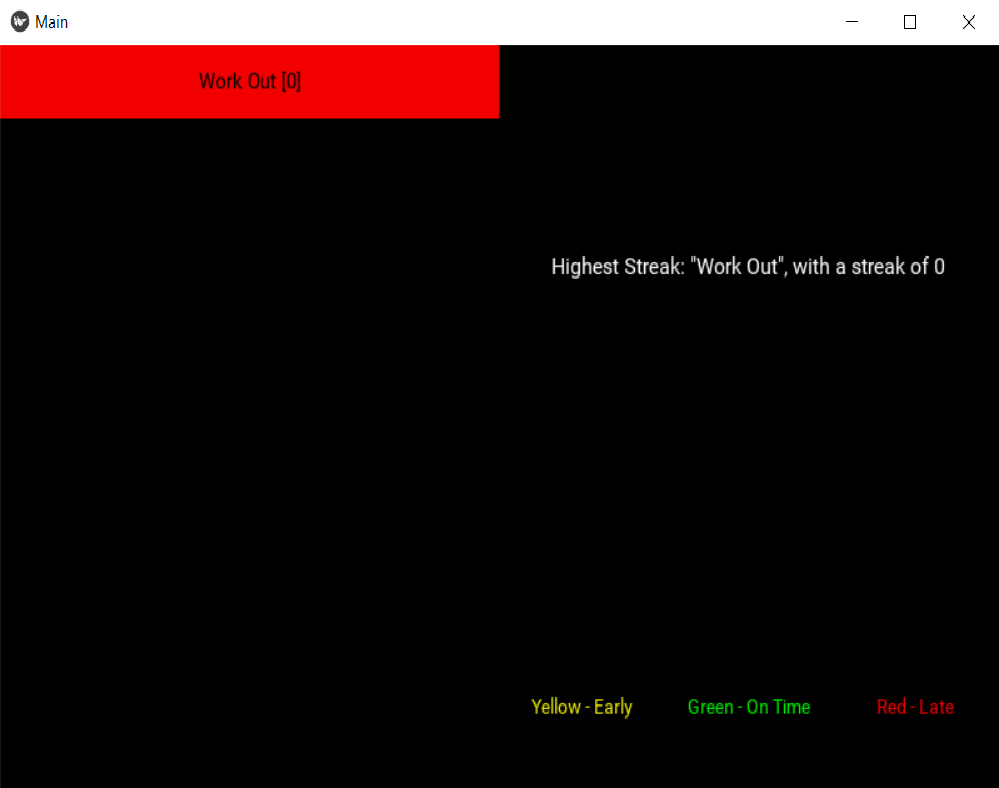 Main
Work Out [0]
Highest Streak: "Work Out", with a streak of 0
Yellow - Early
Green - On Time
Red - Late